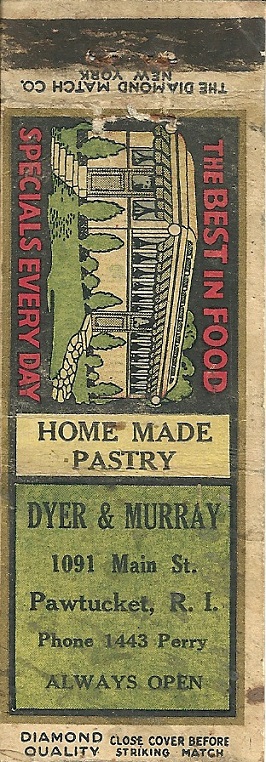 THE DIAMOND MATCH CO.
NEW YORK
THE BEST IN FOOD
SPECIALS EVERY DAY
HOME MADE
PASTRY
DYER & MURRAY
1091 Main St.
Pawtucket, R. I.
Phone 1443 Perry
ALWAYS OPEN
DIAMOND QUALITY
CLOSE COVER BEFORE
STRIKING MATCH